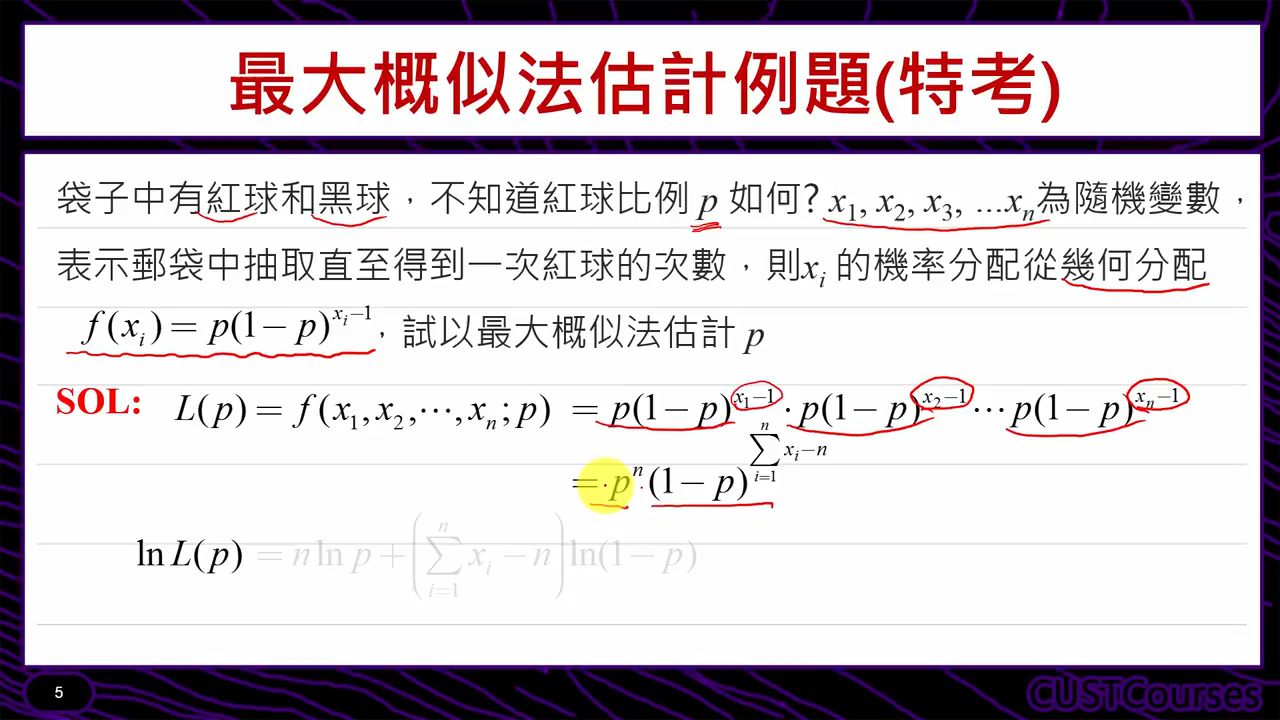 最大概似法估計例題(特考)
袋子中有紅球和黑球，不知道紅球比例 p 如何? x₁, x₂, x₃, ...xₙ為隨機變數，
表示郵袋中抽取直至得到一次紅球的次數，則xᵢ 的機率分配從幾何分配
f(xᵢ) = p(1−p)^{xᵢ−1}，試以最大概似法估計 p
SOL: L(p) = f(x₁, x₂, ⋯, xₙ; p) = p(1−p)^{x₁−1} · p(1−p)^{x₂−1} ⋯ p(1−p)^{xₙ−1}
= pⁿ(1−p)^{∑_{i=1}^{n} xᵢ−n}
ln L(p) = n ln p + (∑_{i=1}^{n} xᵢ − n) ln(1−p)
5
CUSTCourses